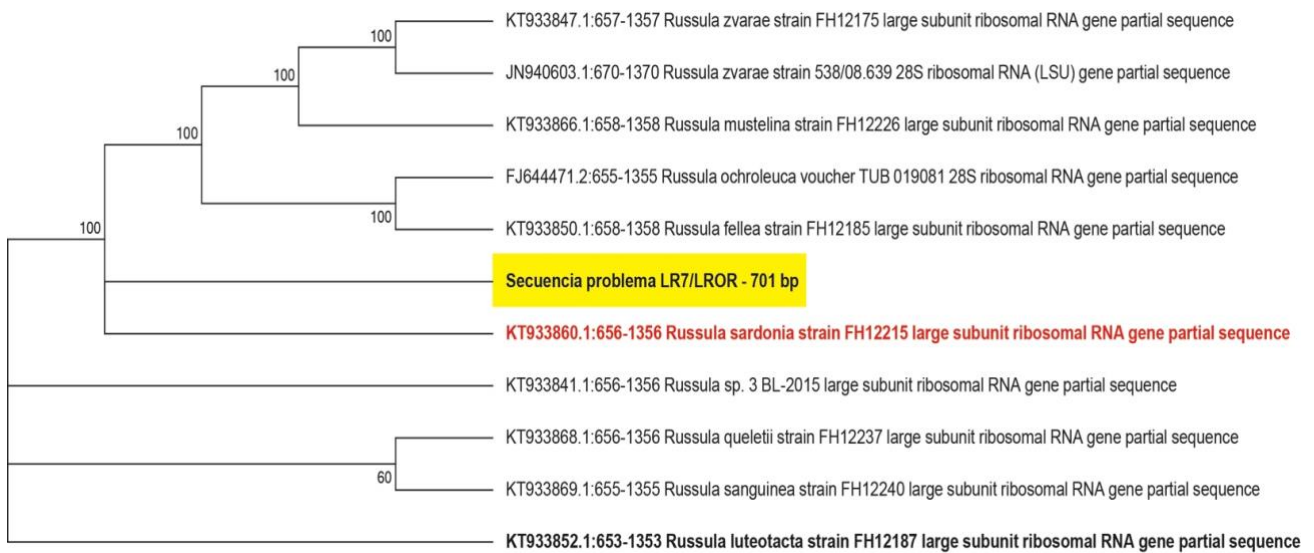 KT933847.1:657-1357 Russula zvarae strain FH12175 large subunit ribosomal RNA gene partial sequence
100
JN940603.1:670-1370 Russula zvarae strain 538/08.639 28S ribosomal RNA (LSU) gene partial sequence
100
KT933866.1:658-1358 Russula mustelina strain FH12226 large subunit ribosomal RNA gene partial sequence
100
FJ644471.2:655-1355 Russula ochroleuca voucher TUB 019081 28S ribosomal RNA gene partial sequence
100
KT933850.1:658-1358 Russula fellea strain FH12185 large subunit ribosomal RNA gene partial sequence
100
Secuencia problema LR7/LROR - 701 bp
KT933860.1:656-1356 Russula sardonia strain FH12215 large subunit ribosomal RNA gene partial sequence
KT933841.1:656-1356 Russula sp. 3 BL-2015 large subunit ribosomal RNA gene partial sequence
KT933868.1:656-1356 Russula queletii strain FH12237 large subunit ribosomal RNA gene partial sequence
60
KT933869.1:655-1355 Russula sanguinea strain FH12240 large subunit ribosomal RNA gene partial sequence
KT933852.1:653-1353 Russula luteotacta strain FH12187 large subunit ribosomal RNA gene partial sequence